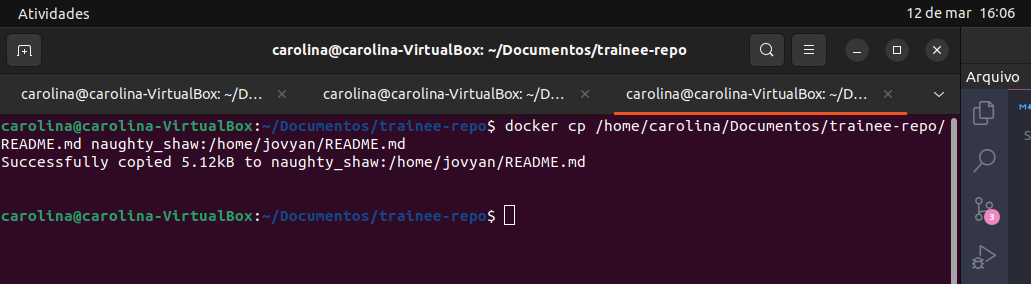 Atividades
12 de mar 16:06
carolina@carolina-VirtualBox: ~/Documentos/trainee-repo
Arquivo
carolina@carolina-VirtualBox: ~/D...
carolina@carolina-VirtualBox: ~/D...
carolina@carolina-VirtualBox: ~/D...
carolina@carolina-VirtualBox:~/Documentos/trainee-repo$ docker cp /home/carolina/Documentos/trainee-repo/
README.md naughty_shaw:/home/jovyan/README.md
Successfully copied 5.12kB to naughty_shaw:/home/jovyan/README.md
carolina@carolina-VirtualBox:~/Documentos/trainee-repo$
3